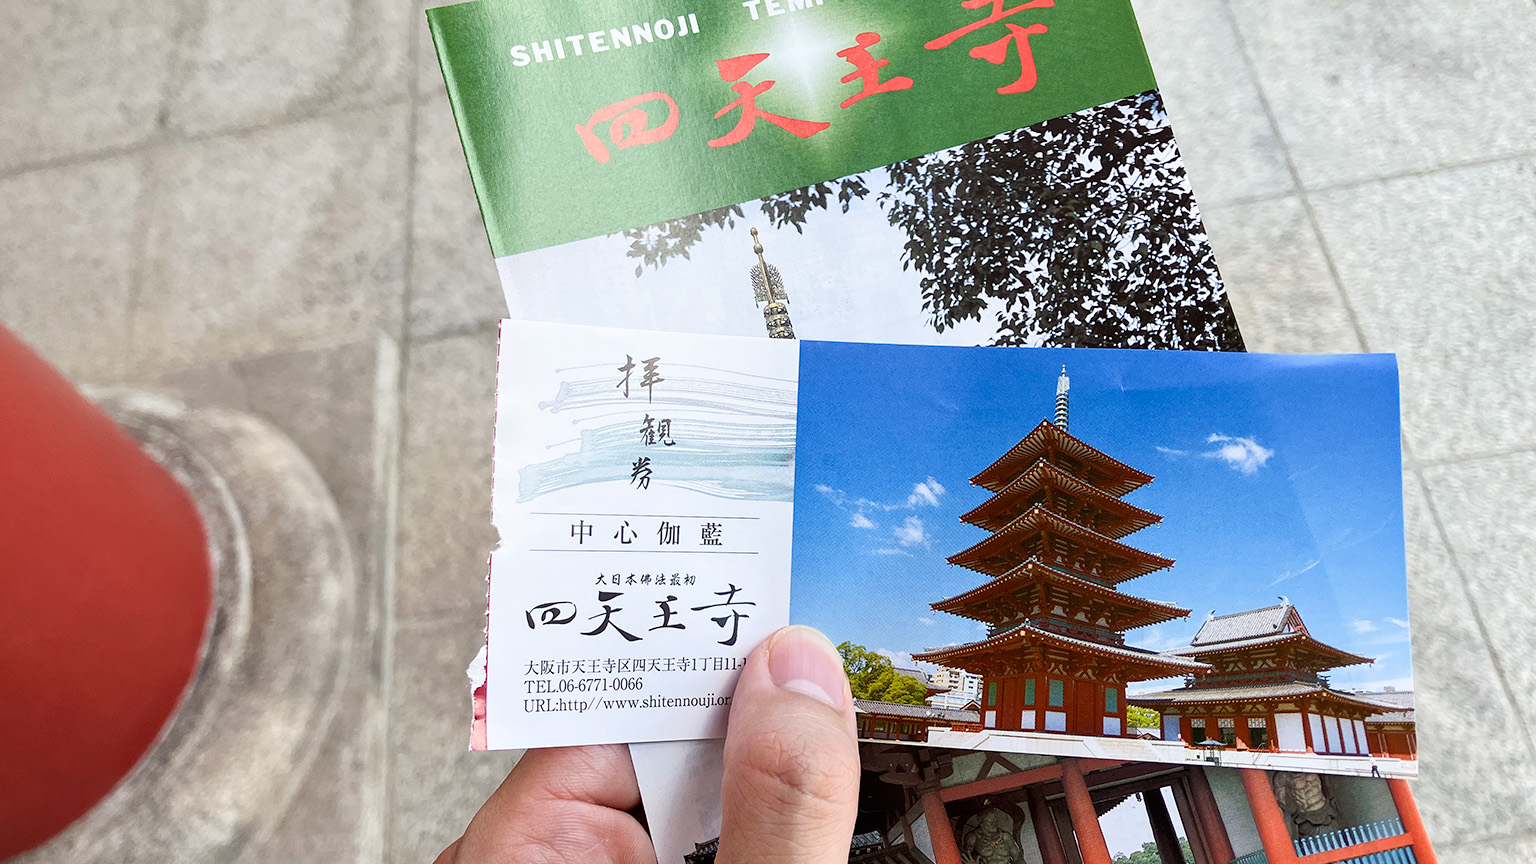 SHITENNOJI
四天王寺
拝観券
中心伽藍
大日本佛法最初
四天王寺
大阪市天王寺区四天王寺1丁目11-
TEL.06-6771-0066
URL:http//www.shitennouji.or